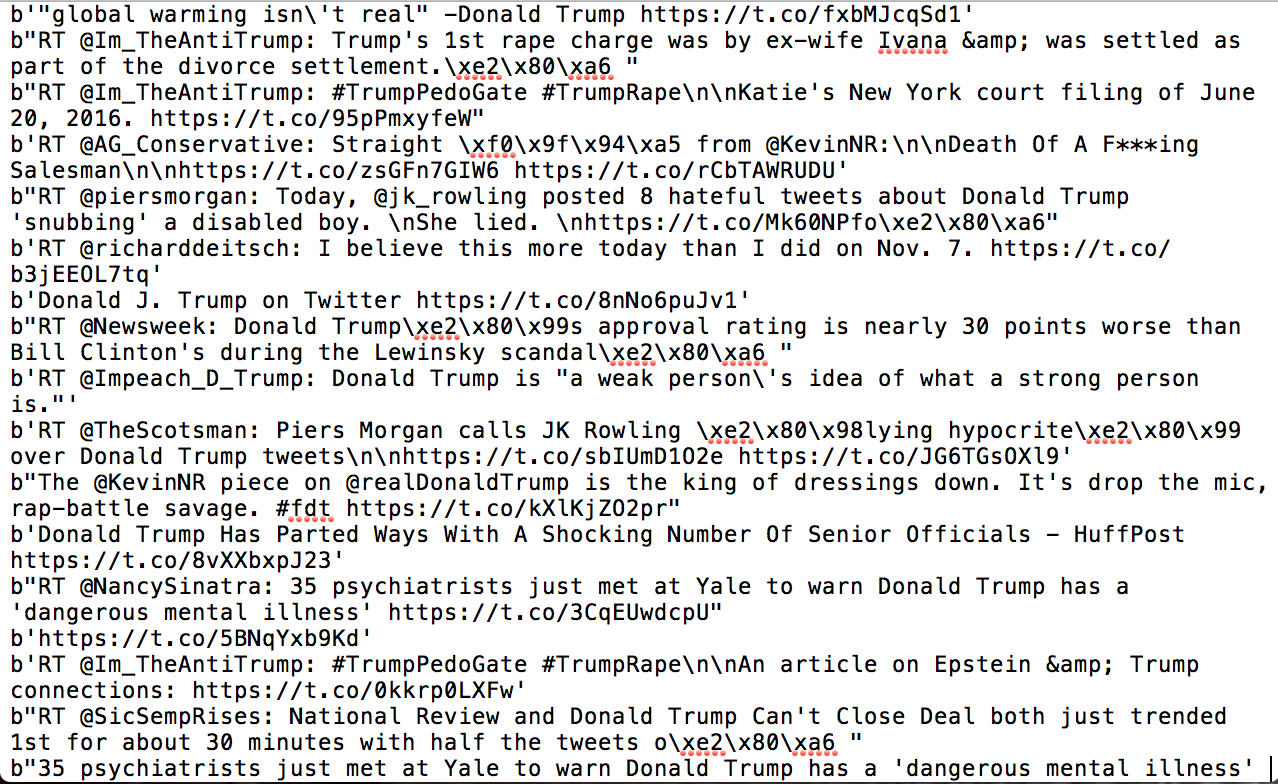 b'"global warming isn\'t real" -Donald Trump https://t.co/fxbMJcqSd1'
b"RT @Im_TheAntiTrump: Trump's 1st rape charge was by ex-wife Ivana &amp; was settled as
part of the divorce settlement.\xe2\x80\xa6 "
b"RT @Im_TheAntiTrump: #TrumpPedoGate #TrumpRape\n\nKatie's New York court filing of June
20, 2016. https://t.co/95pPmxyfeW"
b'RT @AG_Conservative: Straight \xf0\x9f\x94\xa5 from @KevinNR:\n\nDeath Of A F***ing
Salesman\n\nhttps://t.co/zsGFn7GIW6 https://t.co/rCbTAWRUDU'
b"RT @piersmorgan: Today, @jk_rowling posted 8 hateful tweets about Donald Trump
'snubbing' a disabled boy. \nShe lied. \nhttps://t.co/Mk60NPfo\xe2\x80\xa6"
b'RT @richarddeitsch: I believe this more today than I did on Nov. 7. https://t.co/
b3jEEOL7tq'
b'Donald J. Trump on Twitter https://t.co/8nNo6puJv1'
b"RT @Newsweek: Donald Trump\xe2\x80\x99s approval rating is nearly 30 points worse than
Bill Clinton's during the Lewinsky scandal\xe2\x80\xa6 "
b'RT @Impeach_D_Trump: Donald Trump is "a weak person\'s idea of what a strong person
is."'
b'RT @TheScotsman: Piers Morgan calls JK Rowling \xe2\x80\x98lying hypocrite\xe2\x80\x99
over Donald Trump tweets\n\nhttps://t.co/sbIUmD1O2e https://t.co/JG6TGsOXl9'
b"The @KevinNR piece on @realDonaldTrump is the king of dressings down. It's drop the mic,
rap-battle savage. #fdt https://t.co/kXlKjZO2pr"
b'Donald Trump Has Parted Ways With A Shocking Number Of Senior Officials - HuffPost
https://t.co/8vXXbxpJ23'
b"RT @NancySinatra: 35 psychiatrists just met at Yale to warn Donald Trump has a
'dangerous mental illness' https://t.co/3CqEUwdcpU"
b'https://t.co/5BNqYxb9Kd'
b'RT @Im_TheAntiTrump: #TrumpPedoGate #TrumpRape\n\nAn article on Epstein &amp; Trump
connections: https://t.co/0kkrp0LXFw'
b"RT @SicSempRises: National Review and Donald Trump Can't Close Deal both just trended
1st for about 30 minutes with half the tweets o\xe2\x80\xa6 "
b"35 psychiatrists just met at Yale to warn Donald Trump has a 'dangerous mental illness'